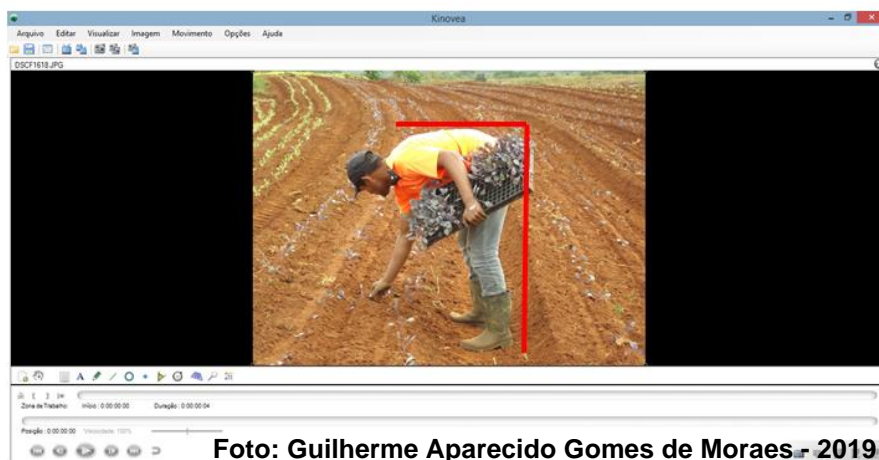 Kinovea
Arquivo Editar Visualizar Imagem Movimento Opções Ajuda
DSCF1618.JPG
Zona de Trabalho: Início : 0:00:00:00 Duração : 0:00:00:04
Posição : 0:00:00:00 Velocidade: 100%
Foto: Guilherme Aparecido Gomes de Moraes - 2019